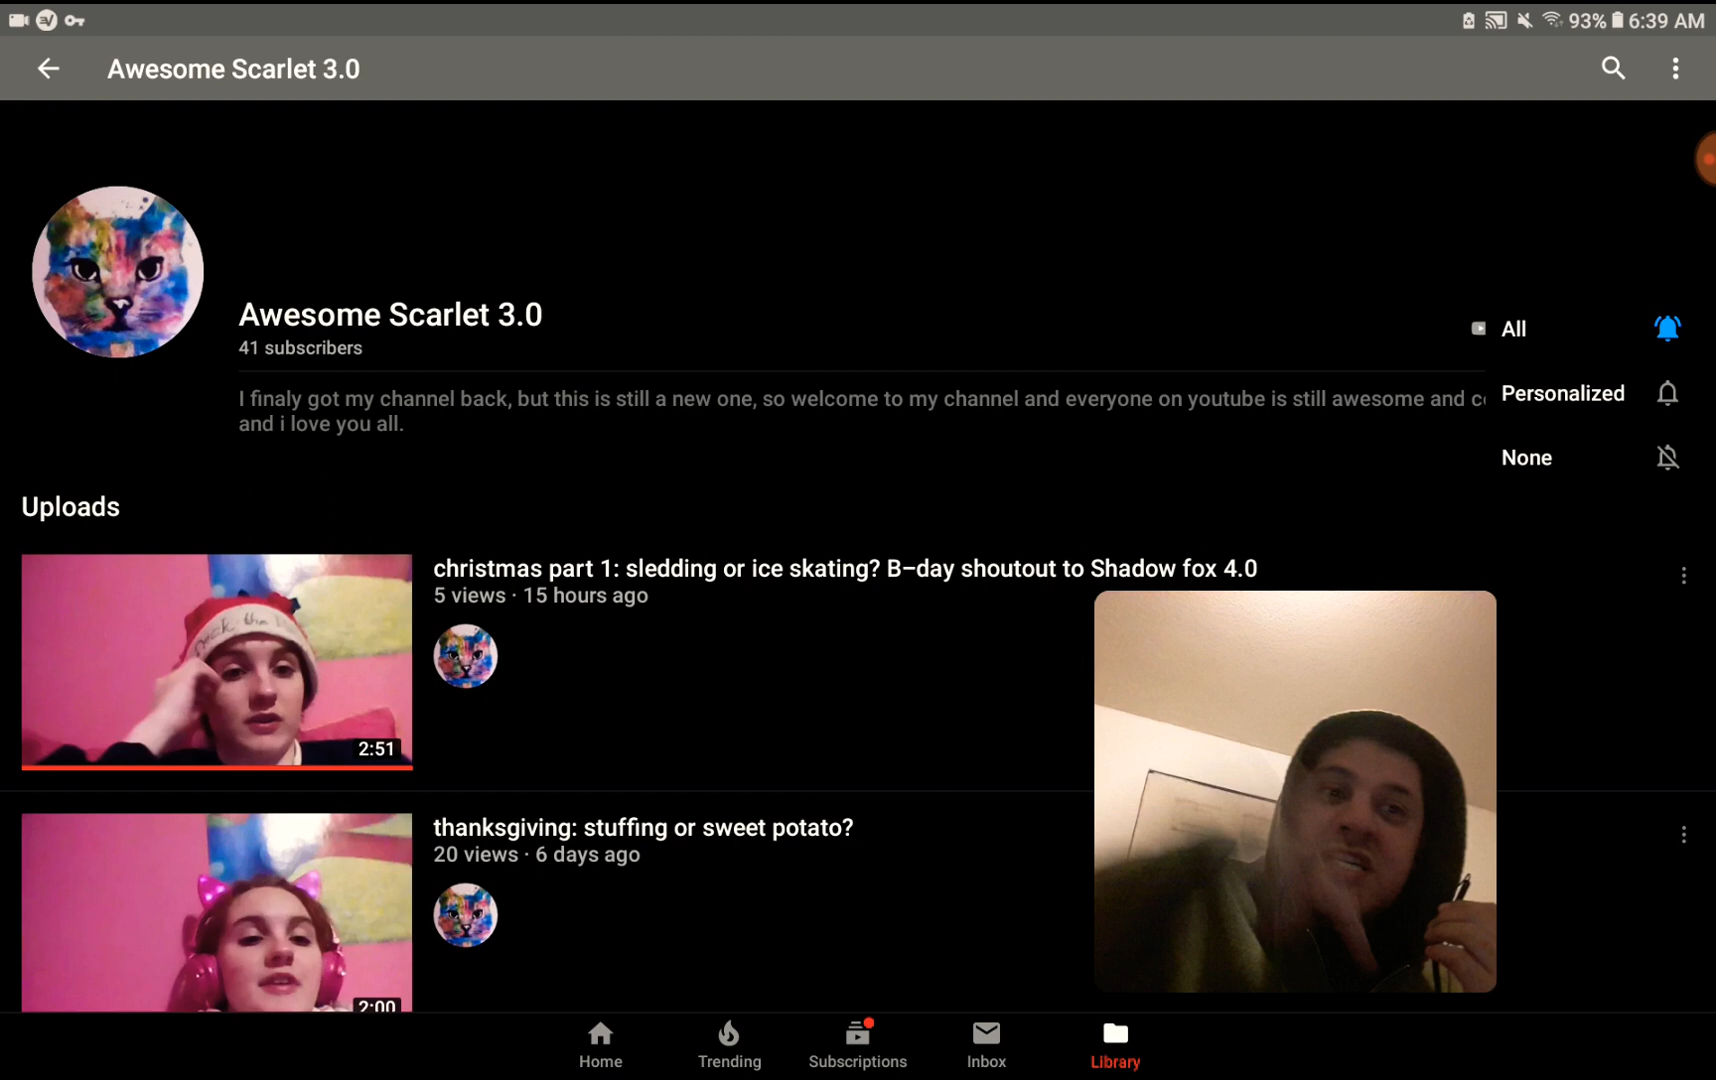 93% 6:39 AM
Awesome Scarlet 3.0
Awesome Scarlet 3.0
41 subscribers
All
I finaly got my channel back, but this is still a new one, so welcome to my channel and everyone on youtube is still awesome and
and i love you all.
Personalized
None
Uploads
christmas part 1: sledding or ice skating? B-day shoutout to Shadow fox 4.0
5 views · 15 hours ago
Deck the
2:51
thanksgiving: stuffing or sweet potato?
20 views · 6 days ago
2:00
Home
Trending
Subscriptions
Inbox
Library